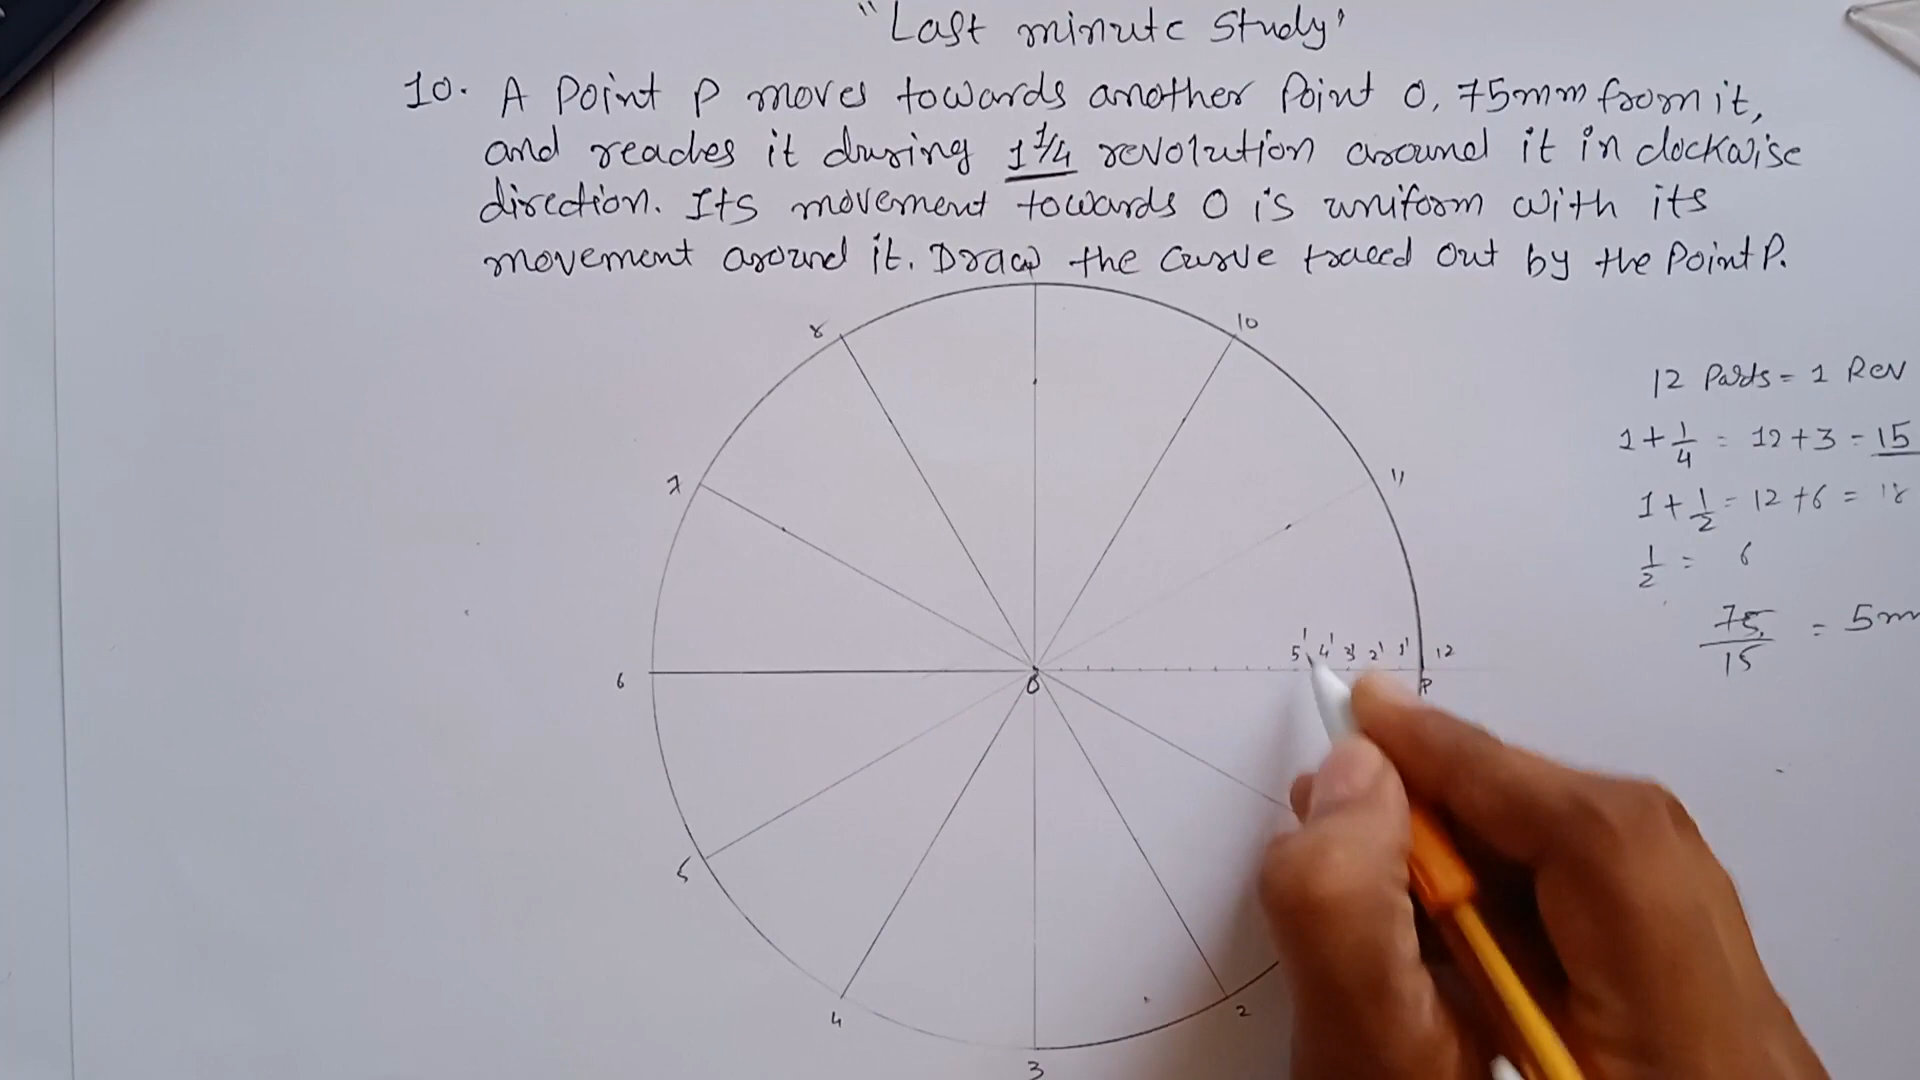 "Last minute Study'
10. A Point P moves towards another Point O, 75mm from it,
and reaches it during 1 1/4 revolution around it in clockwise
direction. Its movement towards O is uniform with its
movement around it. Draw the Curve traced out by the Point P.
8
10
12 Parts = 1 Rev
1 + 1/4 = 12 + 3 = 15
7
11
1 + 1/2 = 12 + 6 = 18
1/2 = 6
75/15 = 5m
5' 4' 3' 2' 1' 12
6
O
P
5
4
2
3